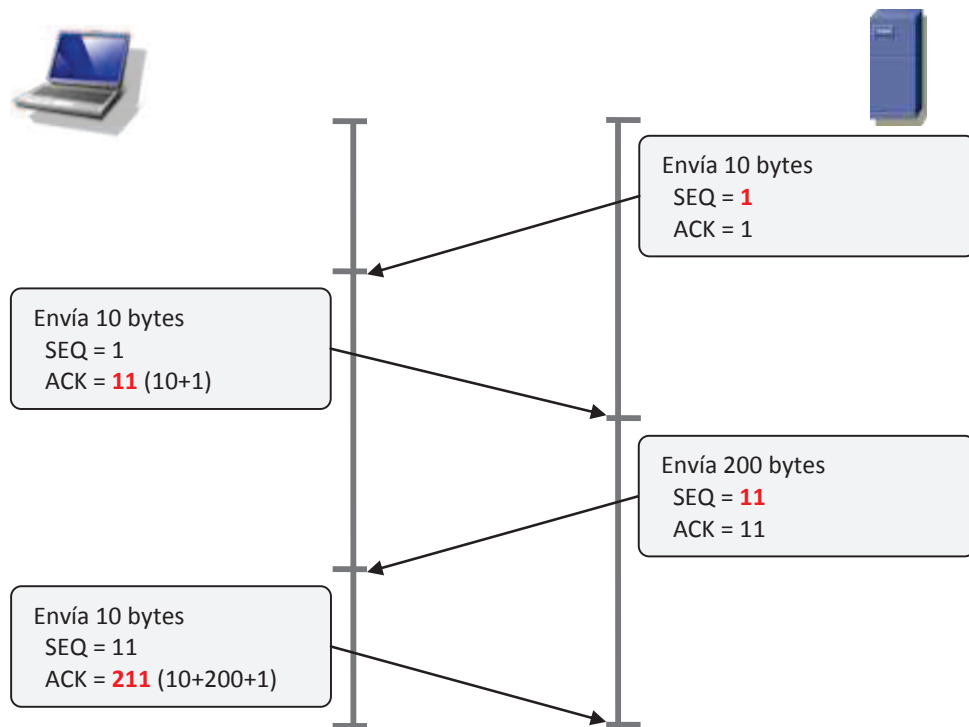 Envía 10 bytes
SEQ = 1
ACK = 1
Envía 10 bytes
SEQ = 1
ACK = 11 (10+1)
Envía 200 bytes
SEQ = 11
ACK = 11
Envía 10 bytes
SEQ = 11
ACK = 211 (10+200+1)